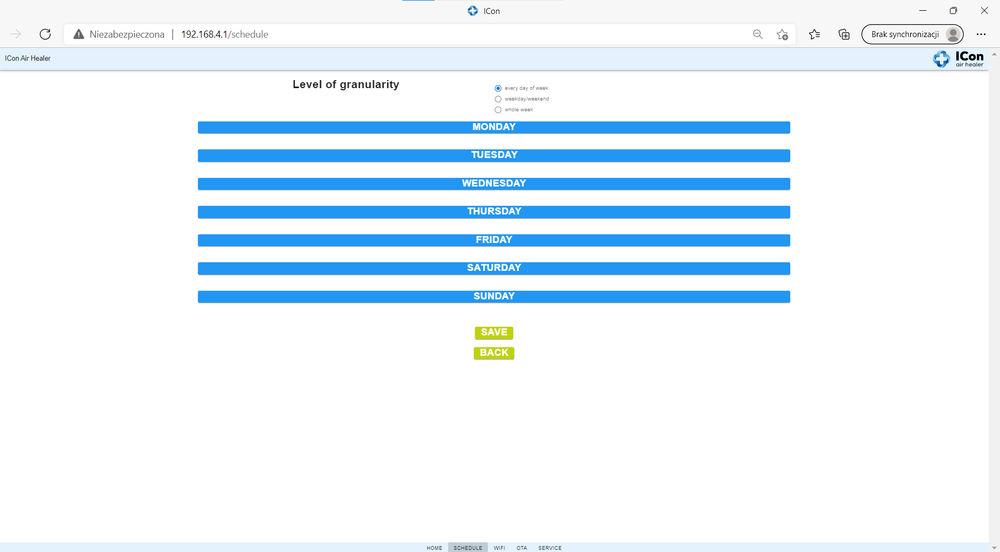 ICon
Niezabezpieczona | 192.168.4.1/schedule
Brak synchronizacji
ICon Air Healer
ICon
air healer
Level of granularity
every day of week
weekday/weekend
whole week
MONDAY
TUESDAY
WEDNESDAY
THURSDAY
FRIDAY
SATURDAY
SUNDAY
SAVE
BACK
HOME SCHEDULE WIFI OTA SERVICE